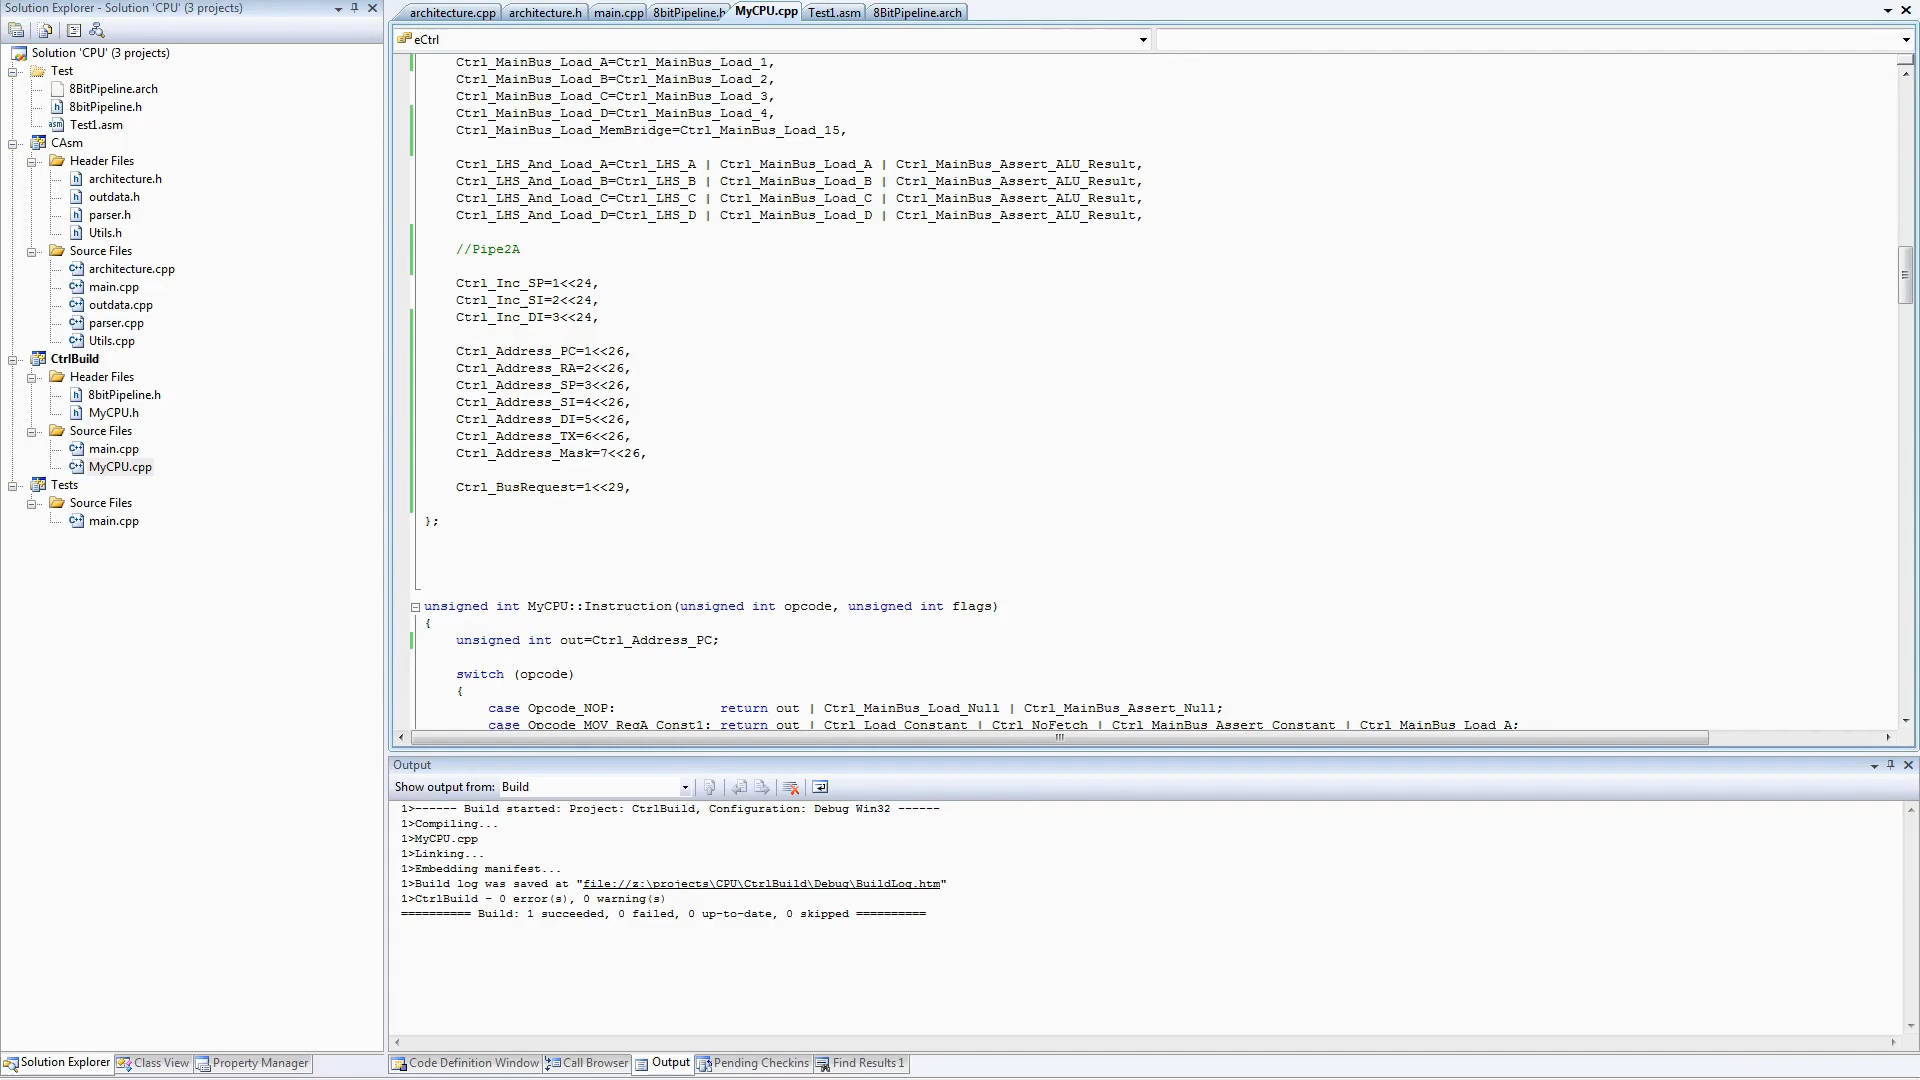 Solution Explorer - Solution 'CPU' (3 projects)
Solution 'CPU' (3 projects)
Test
8BitPipeline.arch
8bitPipeline.h
asm Test1.asm
CAsm
Header Files
architecture.h
outdata.h
parser.h
Utils.h
Source Files
architecture.cpp
main.cpp
outdata.cpp
parser.cpp
Utils.cpp
CtrlBuild
Header Files
8bitPipeline.h
MyCPU.h
Source Files
main.cpp
MyCPU.cpp
Tests
Source Files
main.cpp
Solution Explorer Class View Property Manager
architecture.cpp architecture.h main.cpp 8bitPipeline.h MyCPU.cpp Test1.asm 8BitPipeline.arch
eCtrl
Ctrl_MainBus_Load_A=Ctrl_MainBus_Load_1,
Ctrl_MainBus_Load_B=Ctrl_MainBus_Load_2,
Ctrl_MainBus_Load_C=Ctrl_MainBus_Load_3,
Ctrl_MainBus_Load_D=Ctrl_MainBus_Load_4,
Ctrl_MainBus_Load_MemBridge=Ctrl_MainBus_Load_15,
Ctrl_LHS_And_Load_A=Ctrl_LHS_A | Ctrl_MainBus_Load_A | Ctrl_MainBus_Assert_ALU_Result,
Ctrl_LHS_And_Load_B=Ctrl_LHS_B | Ctrl_MainBus_Load_B | Ctrl_MainBus_Assert_ALU_Result,
Ctrl_LHS_And_Load_C=Ctrl_LHS_C | Ctrl_MainBus_Load_C | Ctrl_MainBus_Assert_ALU_Result,
Ctrl_LHS_And_Load_D=Ctrl_LHS_D | Ctrl_MainBus_Load_D | Ctrl_MainBus_Assert_ALU_Result,
//Pipe2A
Ctrl_Inc_SP=1<<24,
Ctrl_Inc_SI=2<<24,
Ctrl_Inc_DI=3<<24,
Ctrl_Address_PC=1<<26,
Ctrl_Address_RA=2<<26,
Ctrl_Address_SP=3<<26,
Ctrl_Address_SI=4<<26,
Ctrl_Address_DI=5<<26,
Ctrl_Address_TX=6<<26,
Ctrl_Address_Mask=7<<26,
Ctrl_BusRequest=1<<29,
};
unsigned int MyCPU::Instruction(unsigned int opcode, unsigned int flags)
{
unsigned int out=Ctrl_Address_PC;
switch (opcode)
{
case Opcode_NOP: return out | Ctrl_MainBus_Load_Null | Ctrl_MainBus_Assert_Null;
case Opcode_MOV_RegA_Const1: return out | Ctrl_Load_Constant | Ctrl_NoFetch | Ctrl_MainBus_Assert_Constant | Ctrl_MainBus_Load_A;
Output
Show output from: Build
1>------ Build started: Project: CtrlBuild, Configuration: Debug Win32 ------
1>Compiling...
1>MyCPU.cpp
1>Linking...
1>Embedding manifest...
1>Build log was saved at "file://z:\projects\CPU\CtrlBuild\Debug\BuildLog.htm"
1>CtrlBuild - 0 error(s), 0 warning(s)
========== Build: 1 succeeded, 0 failed, 0 up-to-date, 0 skipped ==========
Code Definition Window Call Browser Output Pending Checkins Find Results 1